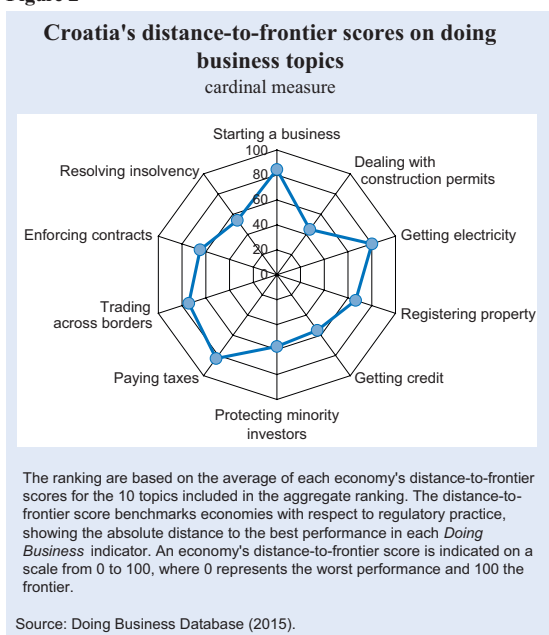 Croatia's distance-to-frontier scores on doing
business topics
cardinal measure
Starting a business
100
80
60
40
20
0
Dealing with
construction permits
Getting electricity
Registering property
Getting credit
Protecting minority
investors
Paying taxes
Trading
across borders
Enforcing contracts
Resolving insolvency
The ranking are based on the average of each economy's distance-to-frontier
scores for the 10 topics included in the aggregate ranking. The distance-to-
frontier score benchmarks economies with respect to regulatory practice,
showing the absolute distance to the best performance in each Doing
Business indicator. An economy's distance-to-frontier score is indicated on a
scale from 0 to 100, where 0 represents the worst performance and 100 the
frontier.
Source: Doing Business Database (2015).